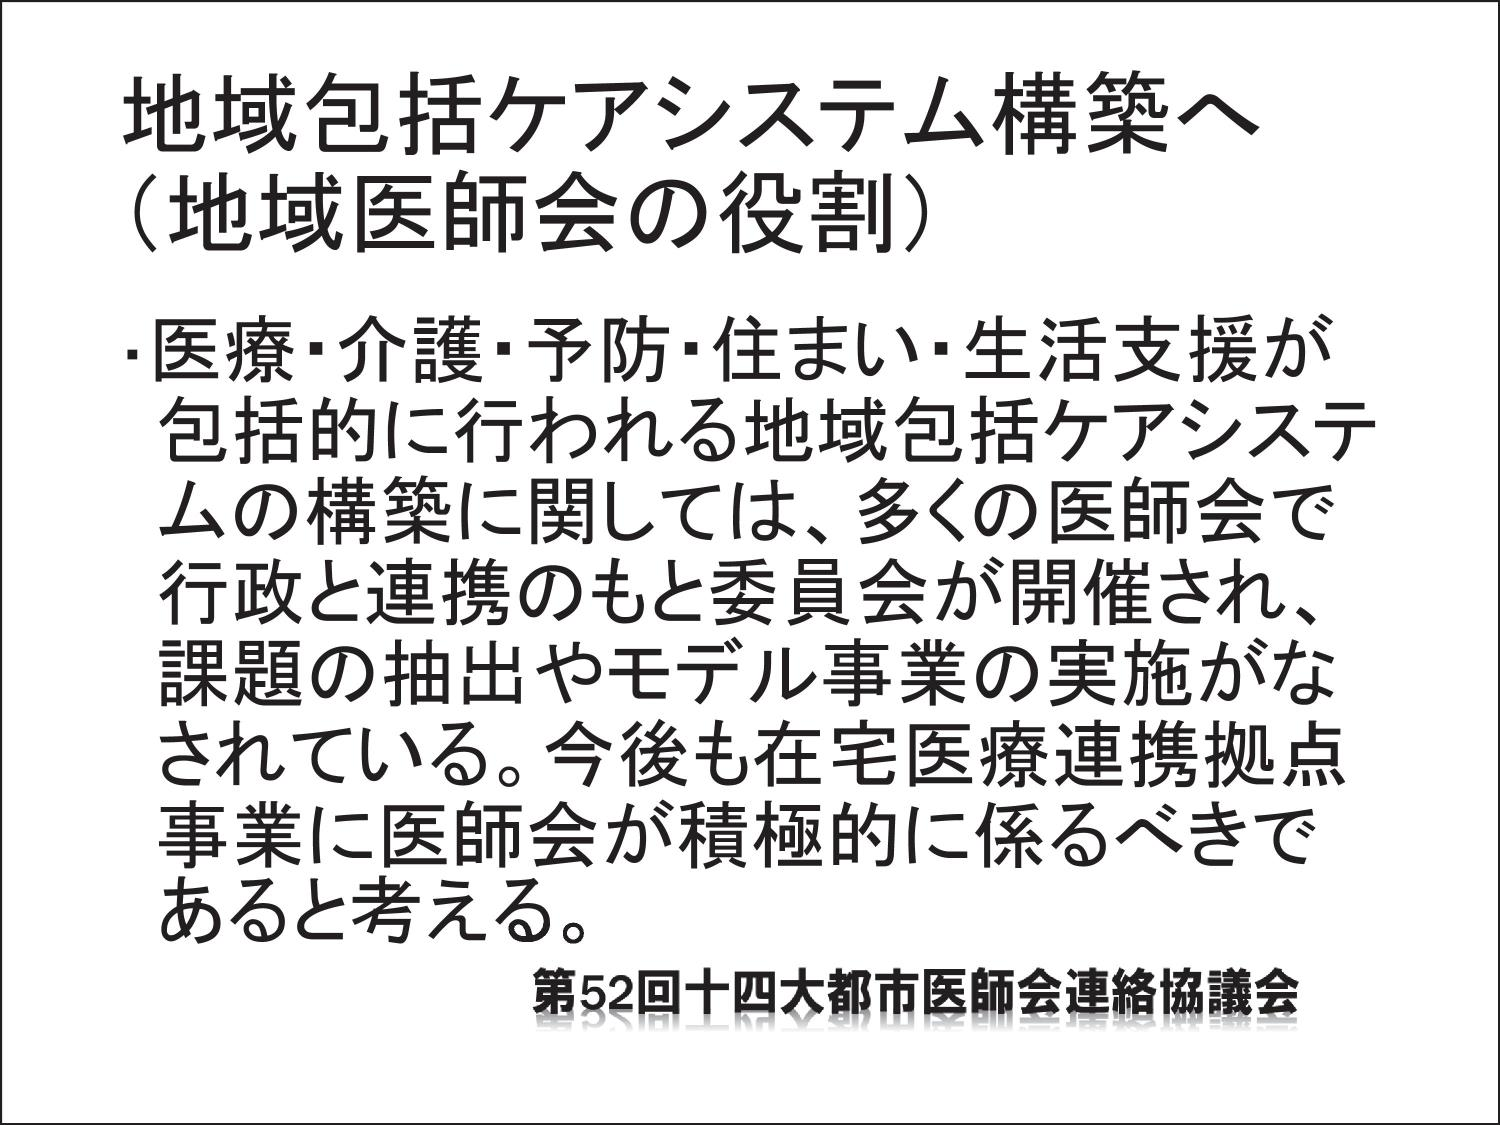 地域包括ケアシステム構築へ
（地域医師会の役割）
・医療・介護・予防・住まい・生活支援が
包括的に行われる地域包括ケアシステ
ムの構築に関しては、多くの医師会で
行政と連携のもと委員会が開催され、
課題の抽出やモデル事業の実施がな
されている。今後も在宅医療連携拠点
事業に医師会が積極的に係るべきで
あると考える。
第52回十四大都市医師会連絡協議会